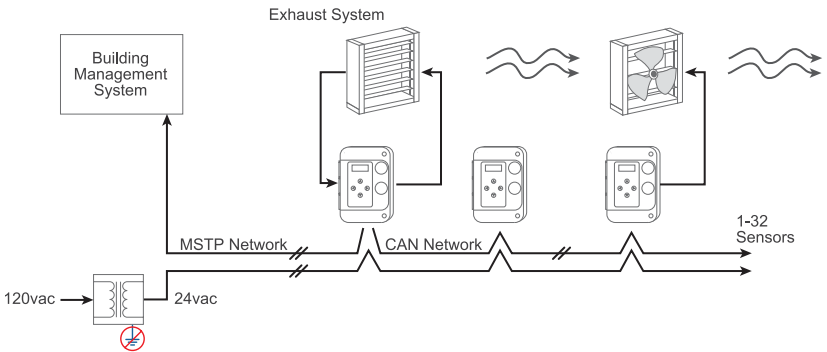 Exhaust System
Building
Management
System
1-32
Sensors
MSTP Network
CAN Network
120vac
24vac